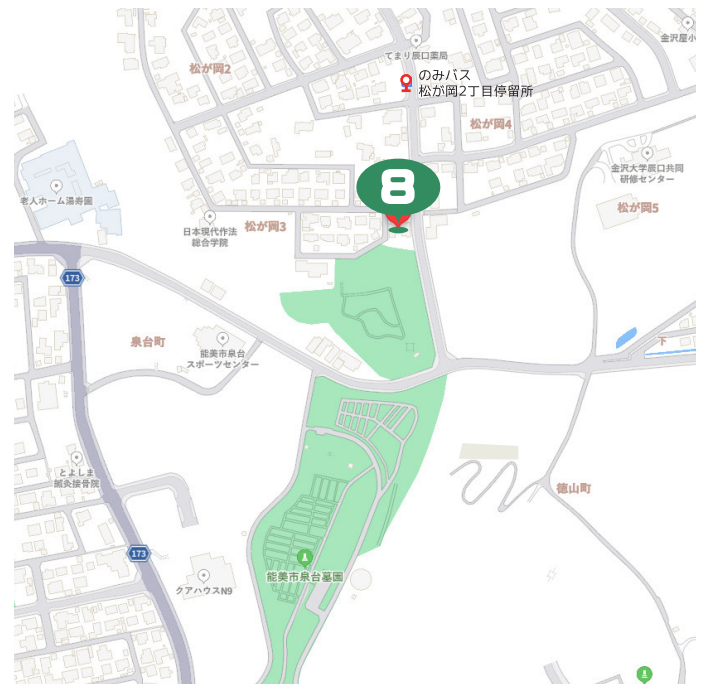 金沢屋小
てまり辰口薬局
松が岡2
のみバス
松が岡2丁目停留所
松が岡4
金沢大学辰口共同
研修センター
8
老人ホーム湯寿園
松が岡5
日本現代作法
総合学院
松が岡3
173
泉台町
能美市泉台
スポーツセンター
下
とよしま
鍼灸接骨院
徳山町
173
能美市泉台墓園
クアハウスN9